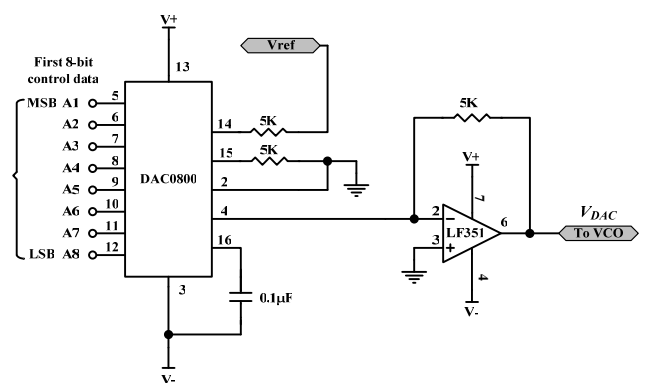 V+
Vref
First 8-bit
control data
13
MSB A1 5
A2 6
A3 7
A4 8
A5 9
A6 10
A7 11
LSB A8 12
DAC0800
14 5K
15 5K
2
4
16
0.1µF
3
V-
5K
V+
7
2 −
3 +
LF351
6
VDAC
To VCO
4
V-